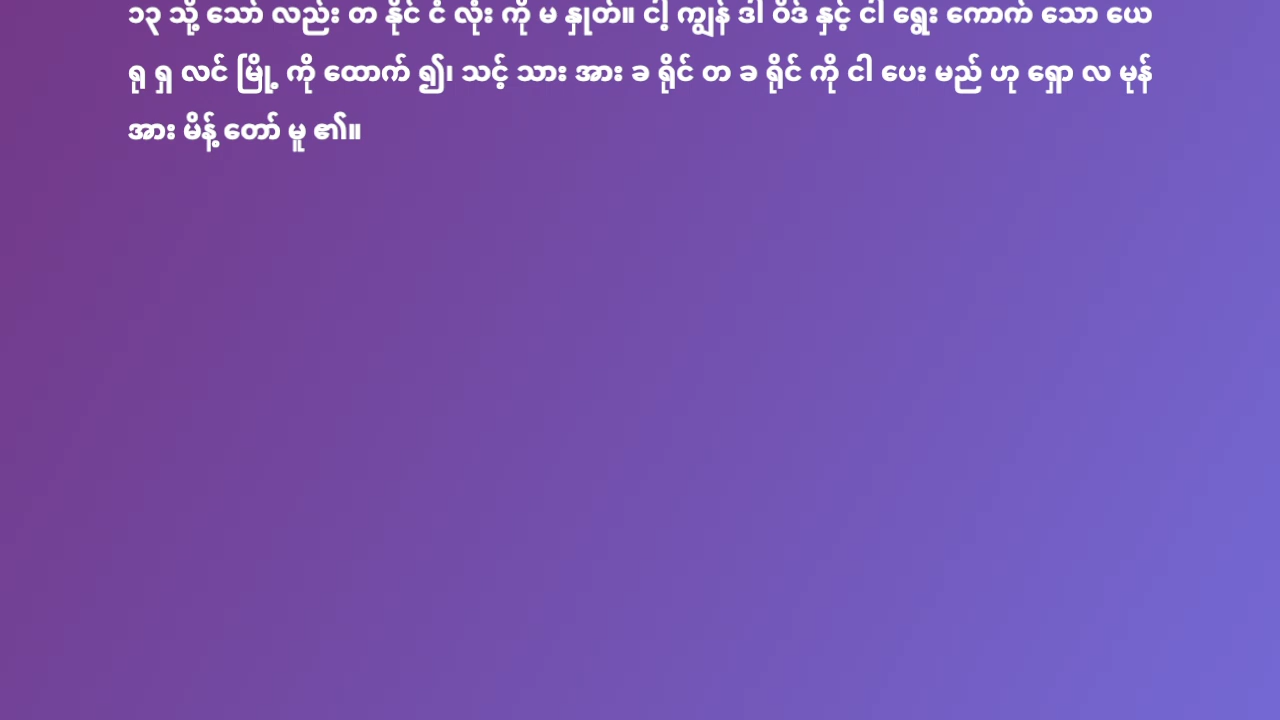 ၁၃ သို့ သော် လည်း တ နိုင် ငံ လုံး ကို မ နှုတ်။ ငါ့ ကျွန် ဒါ ဝိဒ် နှင့် ငါ ရွေး ကောက် သော ယေ
ရု ရှ လင် မြို့ ကို ထောက် ၍၊ သင့် သား အား ခ ရိုင် တ ခ ရိုင် ကို ငါ ပေး မည် ဟု ရှော လ မုန်
အား မိန့် တော် မူ ၏။